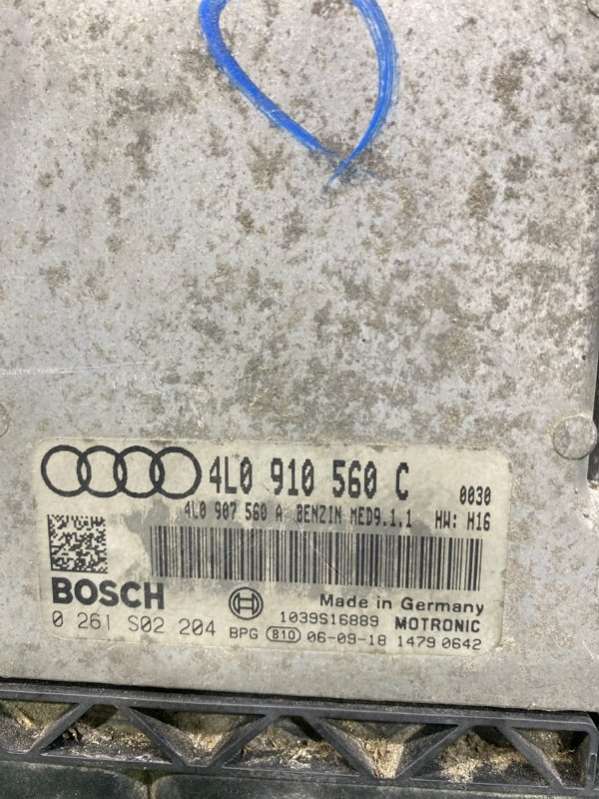 4L0 910 560 C 0030
4L0 907 560 A BENZIN MED9.1.1 HW: H16
BOSCH Made in Germany
1039S16889 MOTRONIC
0 261 S02 204 BPG 810 06-09-18 1479 0642